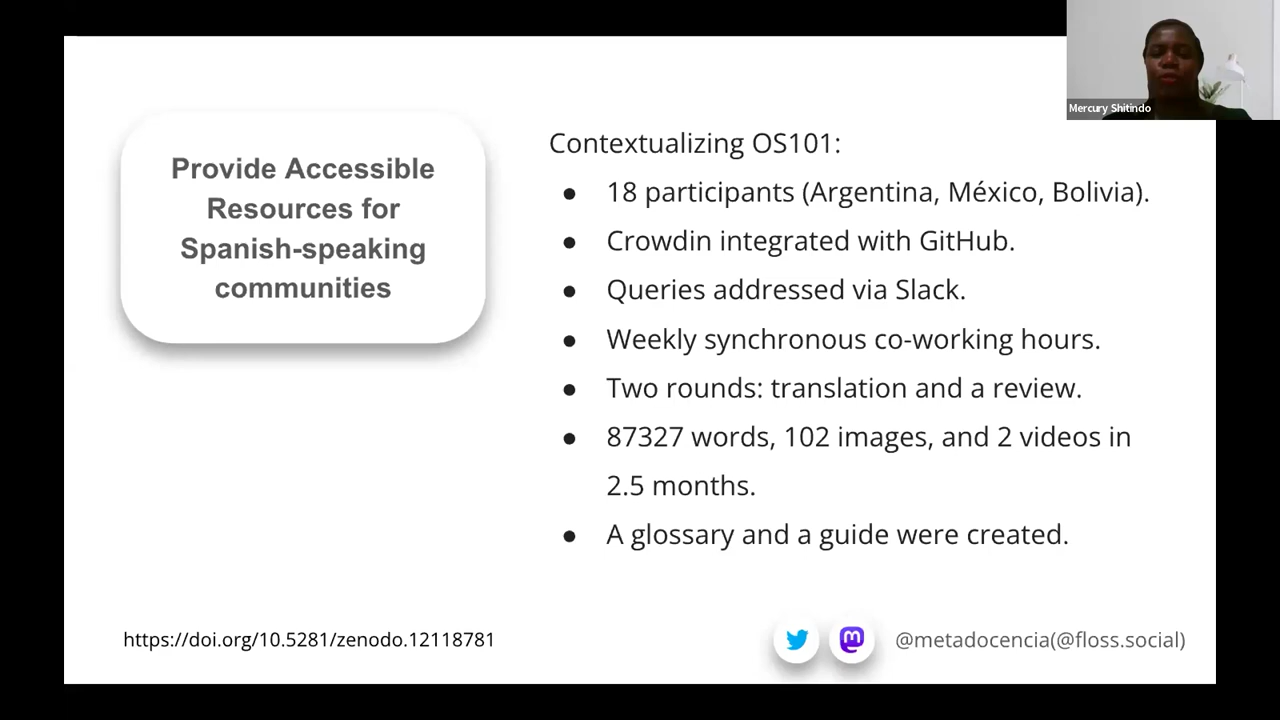 Mercury Shitindo
Provide Accessible
Resources for
Spanish-speaking
communities
Contextualizing OS101:
● 18 participants (Argentina, México, Bolivia).
● Crowdin integrated with GitHub.
● Queries addressed via Slack.
● Weekly synchronous co-working hours.
● Two rounds: translation and a review.
● 87327 words, 102 images, and 2 videos in
2.5 months.
● A glossary and a guide were created.
https://doi.org/10.5281/zenodo.12118781
@metadocencia(@floss.social)